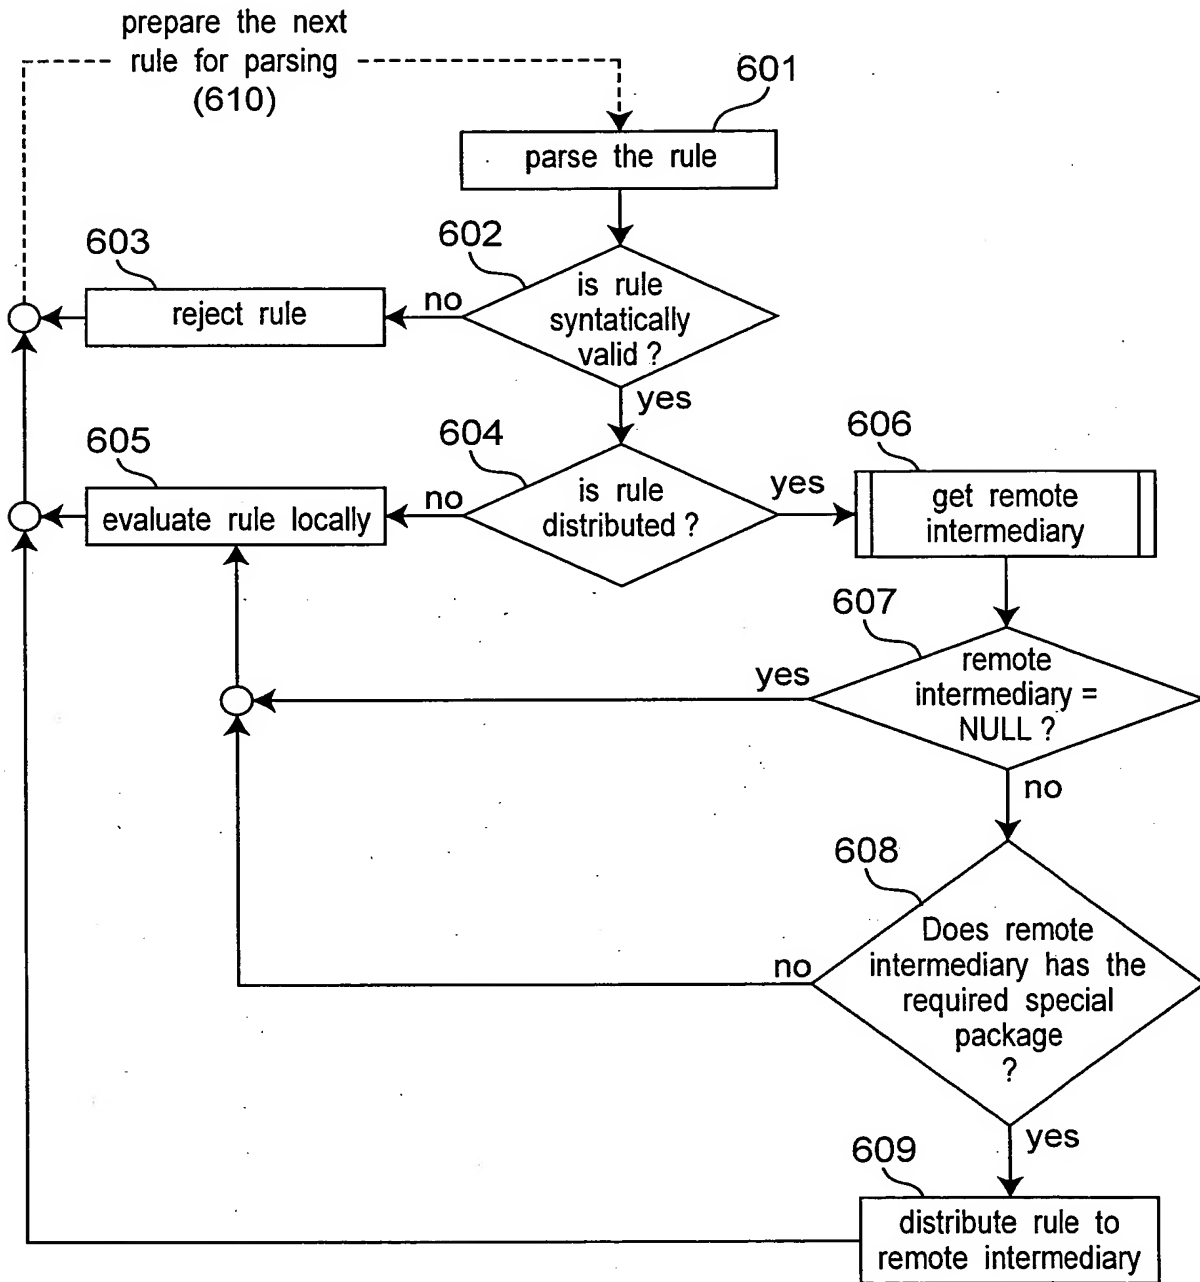 prepare the next
rule for parsing
(610)
601
parse the rule
602
is rule
syntatically
valid ?
no
603
reject rule
yes
604
is rule
distributed ?
no
605
evaluate rule locally
yes
606
get remote
intermediary
607
remote
intermediary =
NULL ?
yes
no
608
Does remote
intermediary has the
required special
package
?
no
yes
609
distribute rule to
remote intermediary